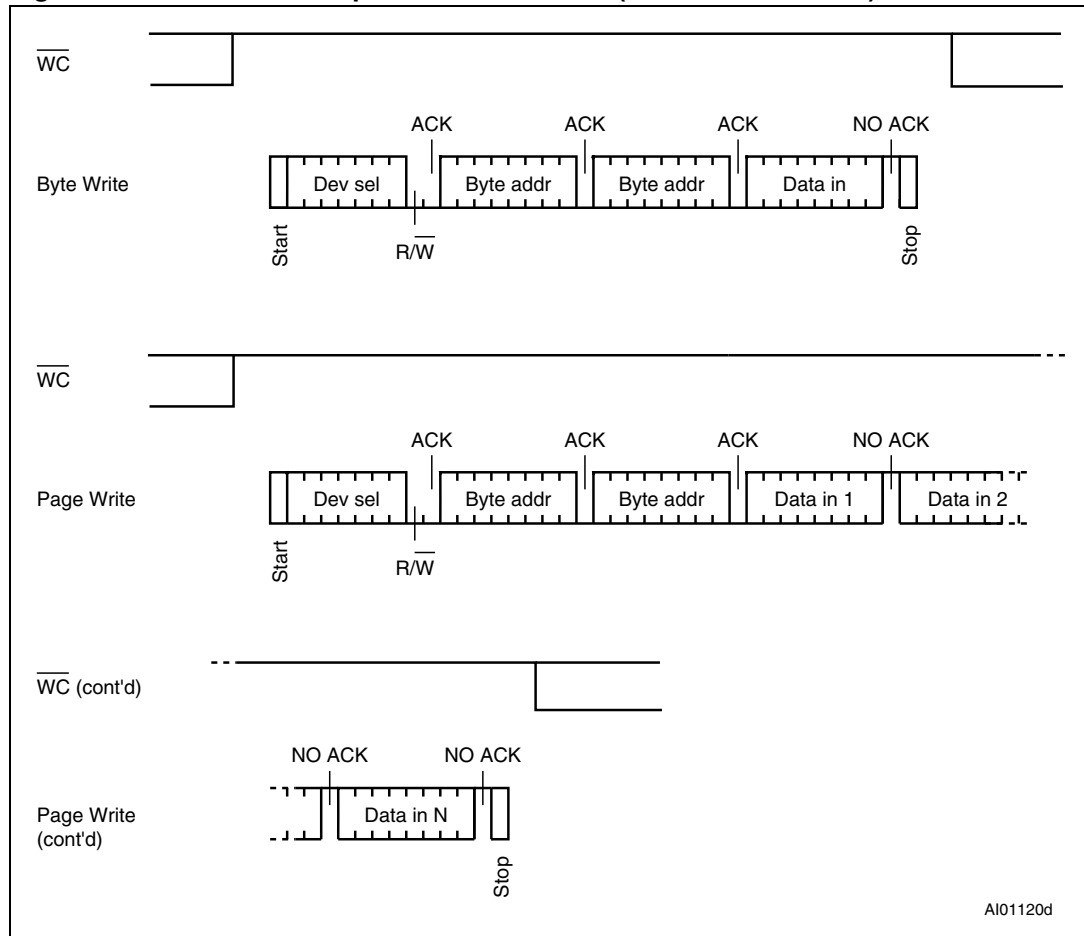 WC
ACK ACK ACK NO ACK
Byte Write Dev sel Byte addr Byte addr Data in
Start R/W Stop
WC
ACK ACK ACK NO ACK
Page Write Dev sel Byte addr Byte addr Data in 1 Data in 2
Start R/W
WC (cont'd)
NO ACK NO ACK
Page Write Data in N
(cont'd)
Stop
AI01120d